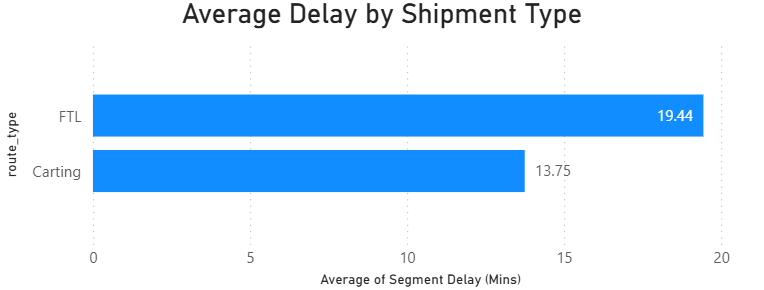 Average Delay by Shipment Type
route_type
FTL
19.44
Carting
13.75
0
5
10
15
20
Average of Segment Delay (Mins)